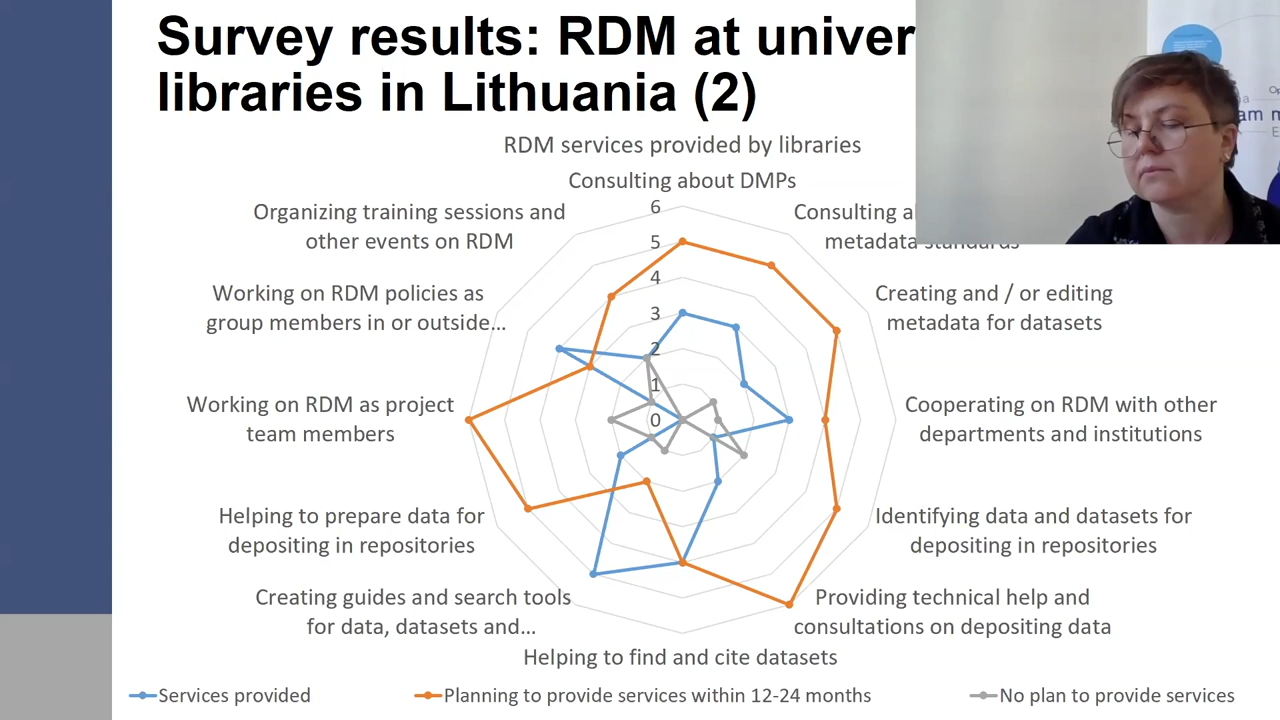 Survey results: RDM at univer
libraries in Lithuania (2)
RDM services provided by libraries
Consulting about DMPs
Consulting
metadata standards
Creating and / or editing
metadata for datasets
Cooperating on RDM with other
departments and institutions
Identifying data and datasets for
depositing in repositories
Providing technical help and
consultations on depositing data
Helping to find and cite datasets
Creating guides and search tools
for data, datasets and...
Helping to prepare data for
depositing in repositories
Working on RDM as project
team members
Working on RDM policies as
group members in or outside...
Organizing training sessions and
other events on RDM
6
5
4
3
2
1
0
Services provided
Planning to provide services within 12-24 months
No plan to provide services